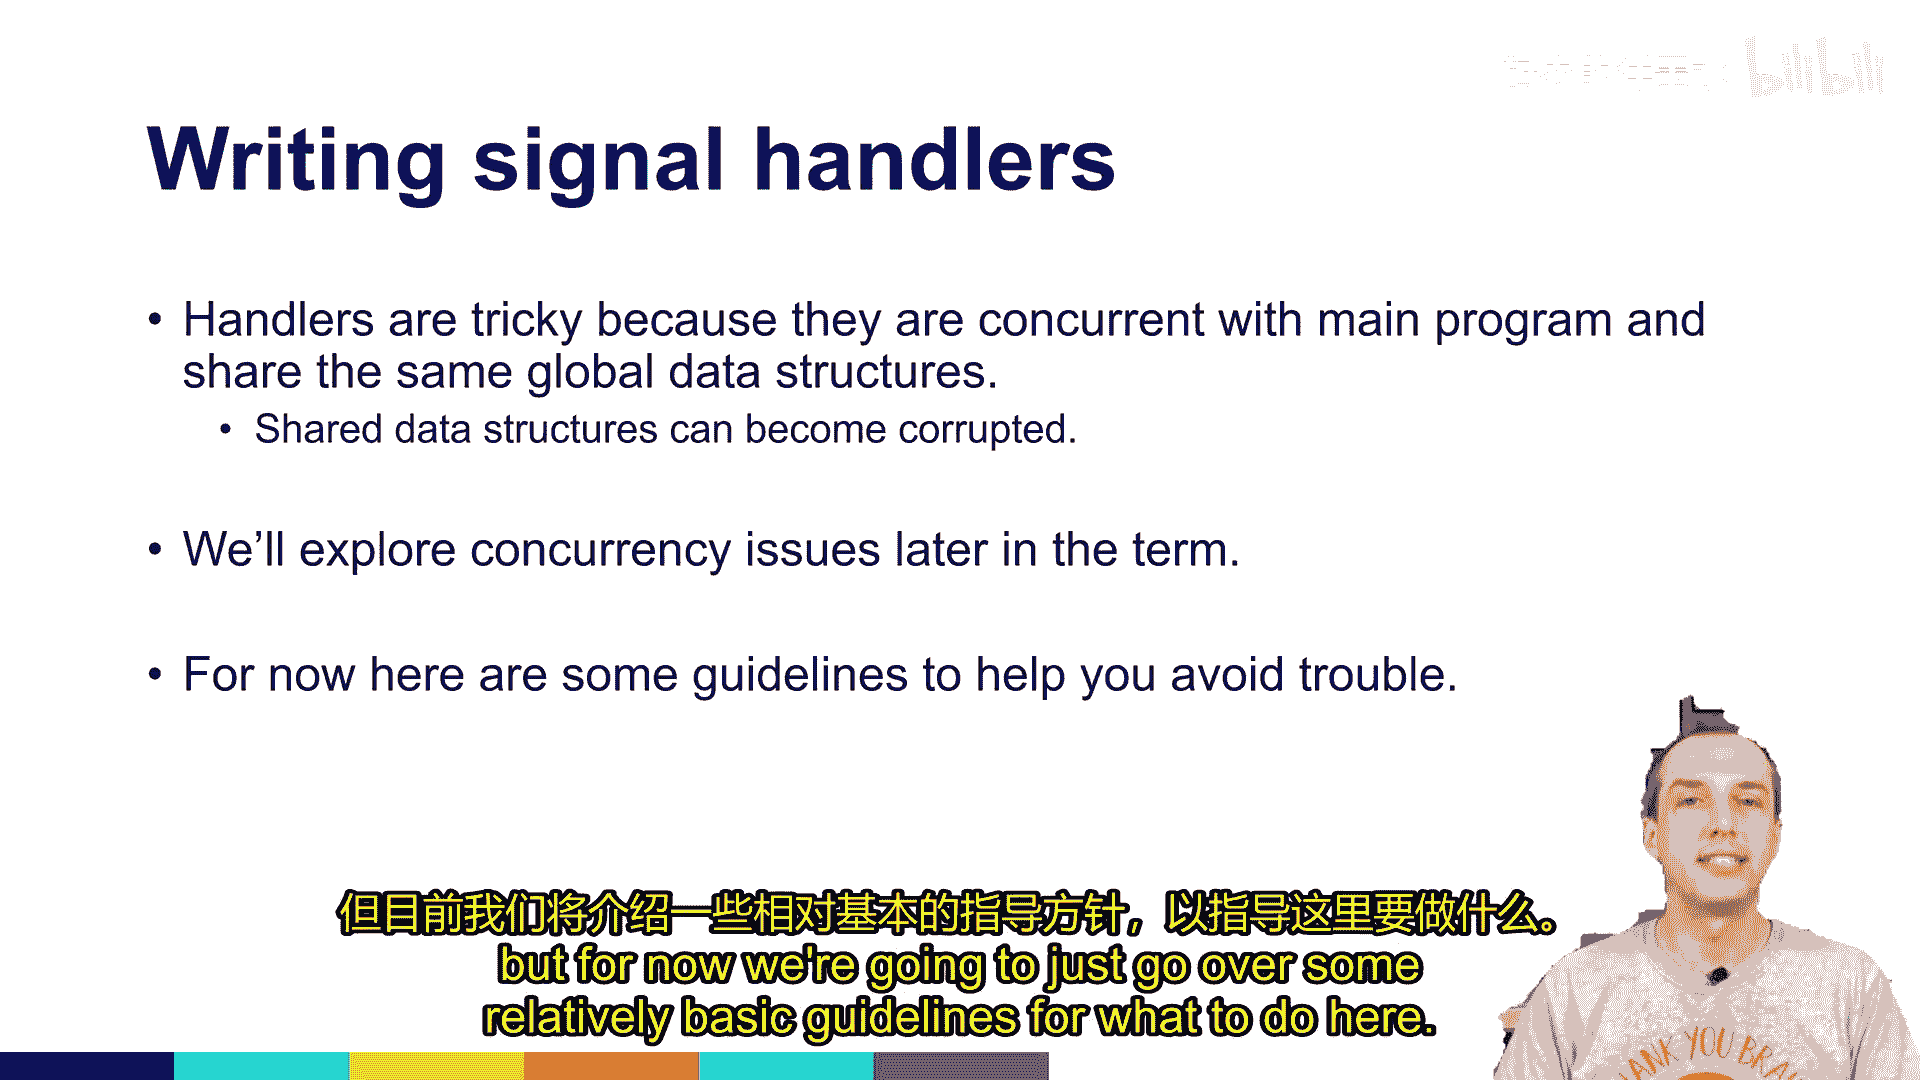 bilibili
Writing signal handlers
• Handlers are tricky because they are concurrent with main program and
share the same global data structures.
• Shared data structures can become corrupted.
• We’ll explore concurrency issues later in the term.
• For now here are some guidelines to help you avoid trouble.
但目前我们将介绍一些相对基本的指导方针，以指导这里要做什么。
but for now we're going to just go over some
relatively basic guidelines for what to do here.
YOU